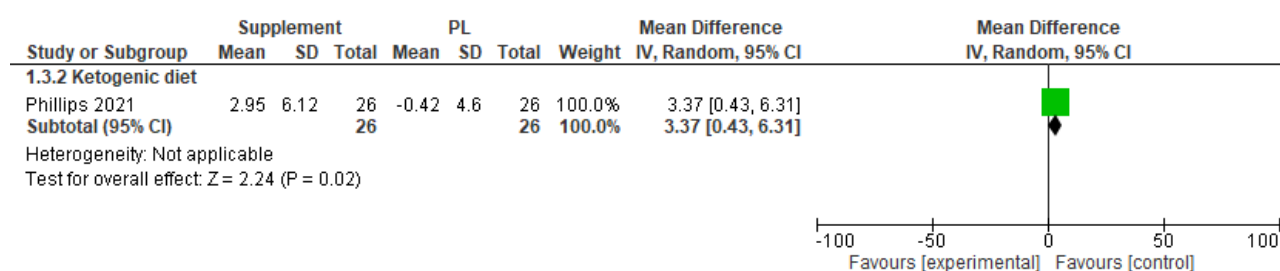 Supplement PL Mean Difference Mean Difference
Study or Subgroup Mean SD Total Mean SD Total Weight IV, Random, 95% CI IV, Random, 95% CI
1.3.2 Ketogenic diet
Phillips 2021 2.95 6.12 26 -0.42 4.6 26 100.0% 3.37 [0.43, 6.31]
Subtotal (95% CI) 26 26 100.0% 3.37 [0.43, 6.31]
Heterogeneity: Not applicable
Test for overall effect: Z = 2.24 (P = 0.02)
-100 -50 0 50 100
Favours [experimental] Favours [control]